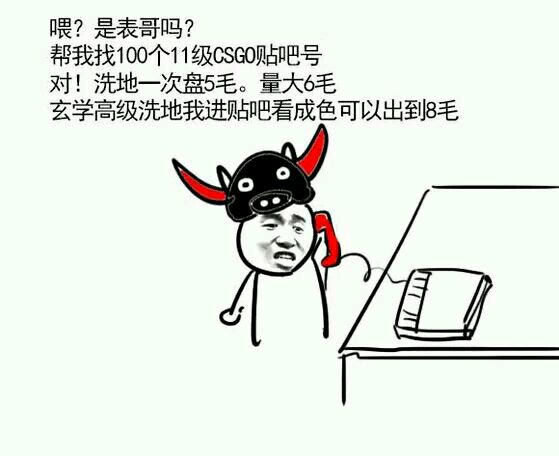 喂？是表哥吗？
帮我找100个11级CSGO贴吧号
对！洗地一次盘5毛。量大6毛
玄学高级洗地我进贴吧看成色可以出到8毛